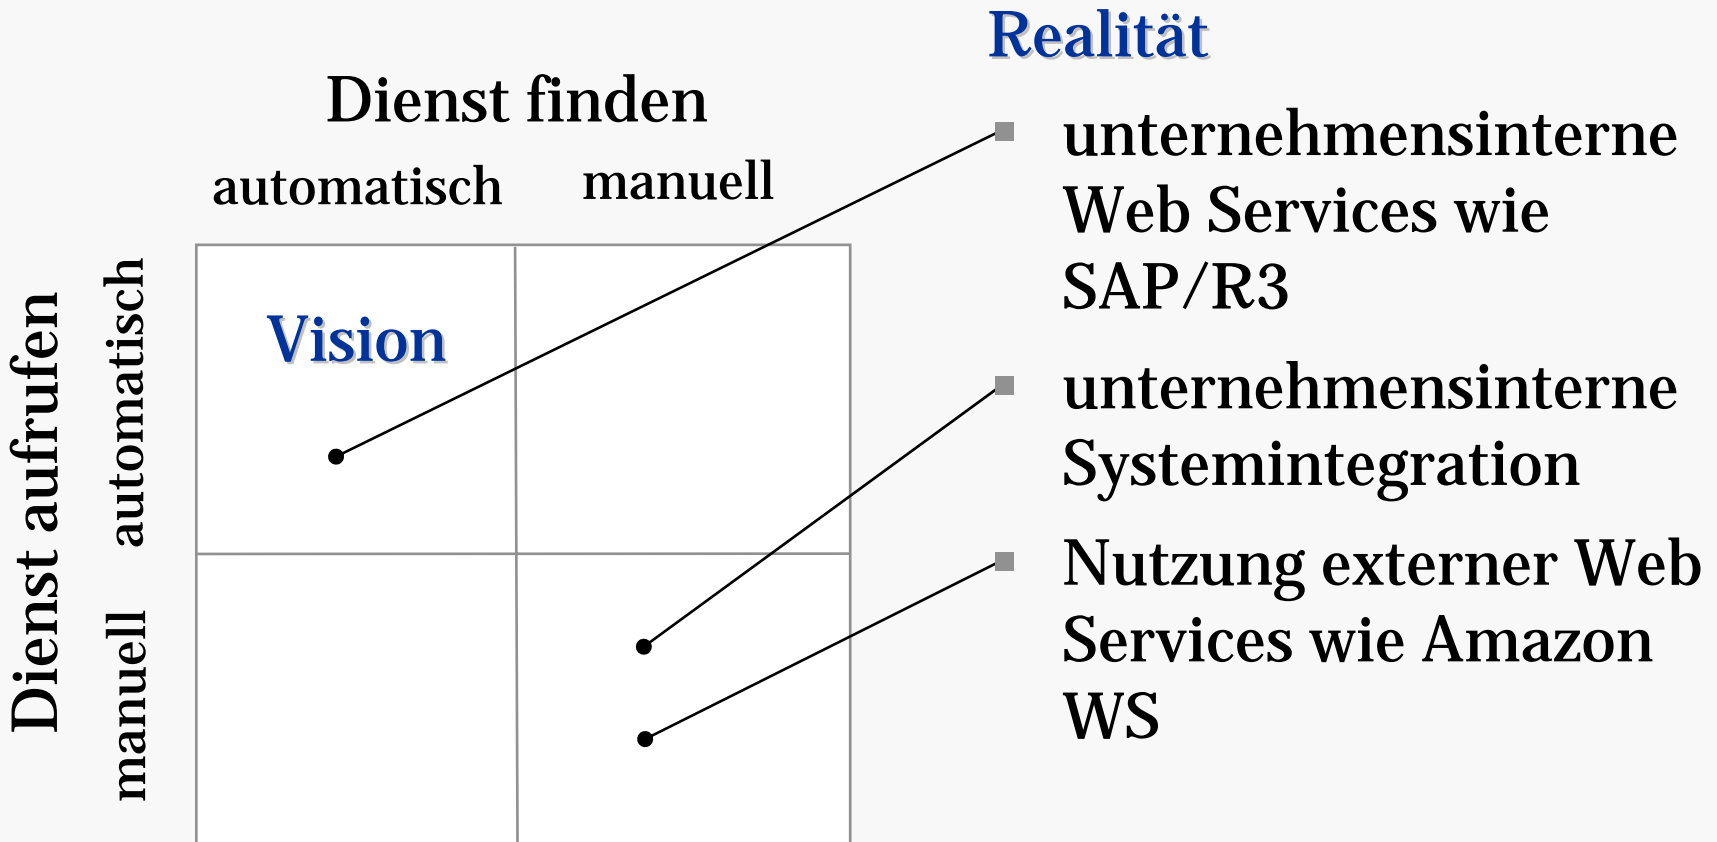 Realität
Dienst finden
automatisch
manuell
Dienst aufrufen
automatisch
manuell
Vision
unternehmensinterne
Web Services wie
SAP/R3
unternehmensinterne
Systemintegration
Nutzung externer Web
Services wie Amazon
WS